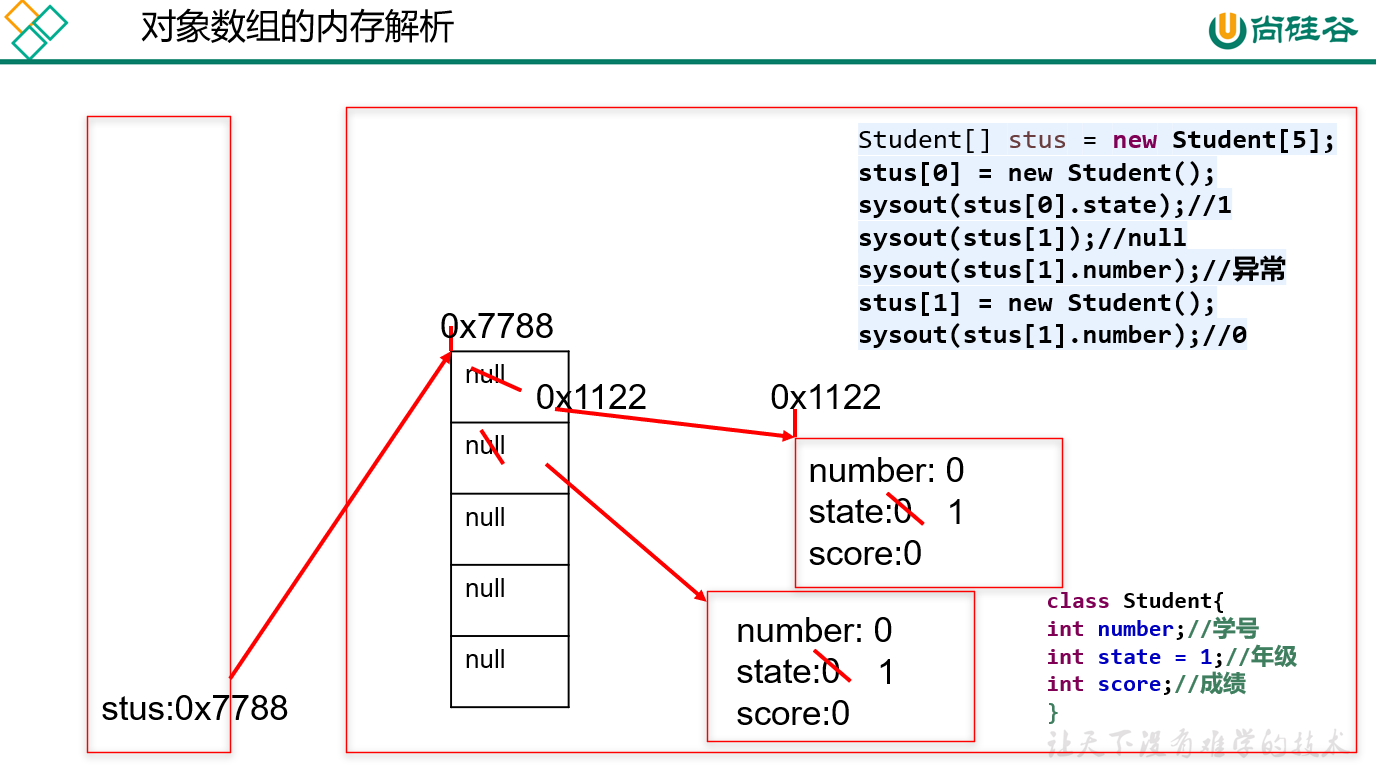 对象数组的内存解析
尚硅谷
Student[] stus = new Student[5];
stus[0] = new Student();
sysout(stus[0].state);//1
sysout(stus[1]);//null
sysout(stus[1].number);//异常
stus[1] = new Student();
sysout(stus[1].number);//0
0x7788
null
0x1122
0x1122
null
null
null
null
number: 0
state:0 1
score:0
number: 0
state:0 1
score:0
stus:0x7788
class Student{
int number;//学号
int state = 1;//年级
int score;//成绩
}
让天下没有难学的技术